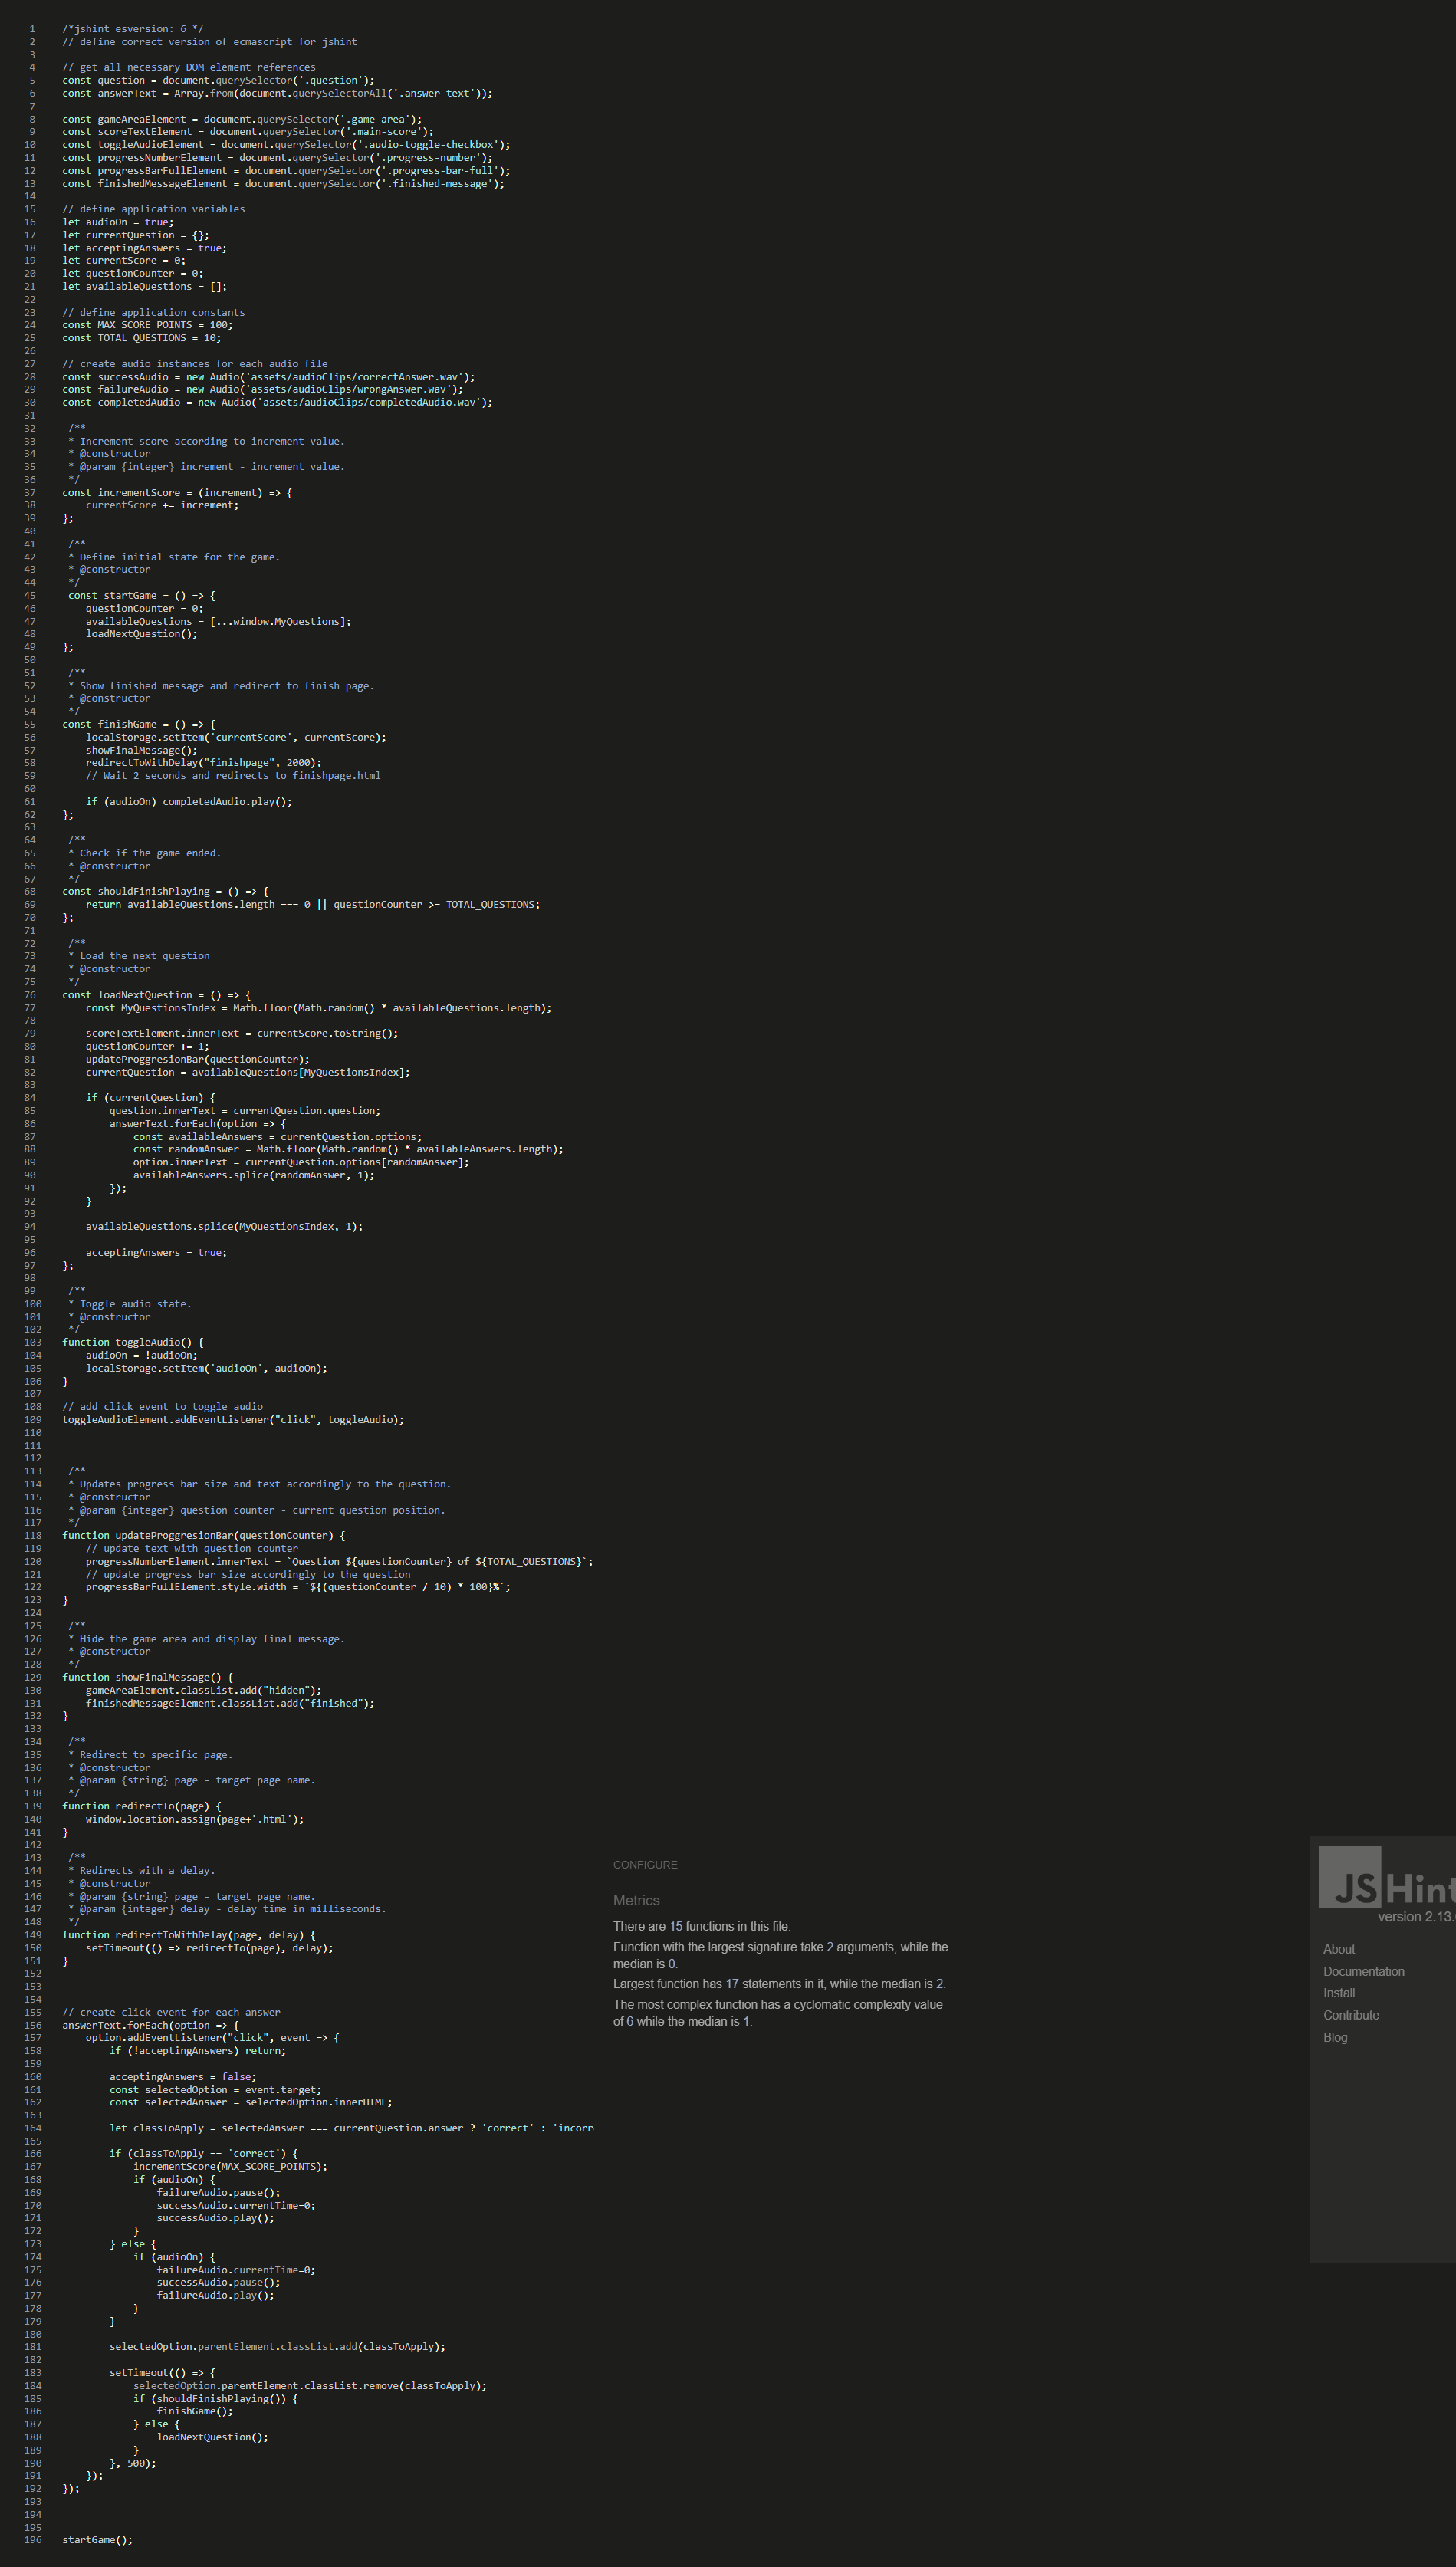 1 /*jshint esversion: 6 */
2 // define correct version of ecmascript for jshint
3
4 // get all necessary DOM element references
5 const question = document.querySelector('.question');
6 const answerText = Array.from(document.querySelectorAll('.answer-text'));
7
8 const gameAreaElement = document.querySelector('.game-area');
9 const scoreTextElement = document.querySelector('.main-score');
10 const toggleAudioElement = document.querySelector('.audio-toggle-checkbox');
11 const progressNumberElement = document.querySelector('.progress-number');
12 const progressBarFullElement = document.querySelector('.progress-bar-full');
13 const finishedMessageElement = document.querySelector('.finished-message');
14
15 // define application variables
16 let audioOn = true;
17 let currentQuestion = {};
18 let acceptingAnswers = true;
19 let currentScore = 0;
20 let questionCounter = 0;
21 let availableQuestions = [];
22
23 // define application constants
24 const MAX_SCORE_POINTS = 100;
25 const TOTAL_QUESTIONS = 10;
26
27 // create audio instances for each audio file
28 const successAudio = new Audio('assets/audioClips/correctAnswer.wav');
29 const failureAudio = new Audio('assets/audioClips/wrongAnswer.wav');
30 const completedAudio = new Audio('assets/audioClips/completedAudio.wav');
31
32 /**
33 * Increment score according to increment value.
34 * @constructor
35 * @param {integer} increment - increment value.
36 */
37 const incrementScore = (increment) => {
38 currentScore += increment;
39 };
40
41 /**
42 * Define initial state for the game.
43 * @constructor
44 */
45 const startGame = () => {
46 questionCounter = 0;
47 availableQuestions = [...window.MyQuestions];
48 loadNextQuestion();
49 };
50
51 /**
52 * Show finished message and redirect to finish page.
53 * @constructor
54 */
55 const finishGame = () => {
56 localStorage.setItem('currentScore', currentScore);
57 showFinalMessage();
58 redirectToWithDelay("finishpage", 2000);
59 // Wait 2 seconds and redirects to finishpage.html
60
61 if (audioOn) completedAudio.play();
62 };
63
64 /**
65 * Check if the game ended.
66 * @constructor
67 */
68 const shouldFinishPlaying = () => {
69 return availableQuestions.length === 0 || questionCounter >= TOTAL_QUESTIONS;
70 };
71
72 /**
73 * Load the next question
74 * @constructor
75 */
76 const loadNextQuestion = () => {
77 const MyQuestionsIndex = Math.floor(Math.random() * availableQuestions.length);
78
79 scoreTextElement.innerText = currentScore.toString();
80 questionCounter += 1;
81 updateProggresionBar(questionCounter);
82 currentQuestion = availableQuestions[MyQuestionsIndex];
83
84 if (currentQuestion) {
85 question.innerText = currentQuestion.question;
86 answerText.forEach(option => {
87 const availableAnswers = currentQuestion.options;
88 const randomAnswer = Math.floor(Math.random() * availableAnswers.length);
89 option.innerText = currentQuestion.options[randomAnswer];
90 availableAnswers.splice(randomAnswer, 1);
91 });
92 }
93
94 availableQuestions.splice(MyQuestionsIndex, 1);
95
96 acceptingAnswers = true;
97 };
98
99 /**
100 * Toggle audio state.
101 * @constructor
102 */
103 function toggleAudio() {
104 audioOn = !audioOn;
105 localStorage.setItem('audioOn', audioOn);
106 }
107
108 // add click event to toggle audio
109 toggleAudioElement.addEventListener("click", toggleAudio);
110
111
112
113 /**
114 * Updates progress bar size and text accordingly to the question.
115 * @constructor
116 * @param {integer} question counter - current question position.
117 */
118 function updateProggresionBar(questionCounter) {
119 // update text with question counter
120 progressNumberElement.innerText = `Question ${questionCounter} of ${TOTAL_QUESTIONS}`;
121 // update progress bar size accordingly to the question
122 progressBarFullElement.style.width = `${(questionCounter / 10) * 100}%`;
123 }
124
125 /**
126 * Hide the game area and display final message.
127 * @constructor
128 */
129 function showFinalMessage() {
130 gameAreaElement.classList.add("hidden");
131 finishedMessageElement.classList.add("finished");
132 }
133
134 /**
135 * Redirect to specific page.
136 * @constructor
137 * @param {string} page - target page name.
138 */
139 function redirectTo(page) {
140 window.location.assign(page+'.html');
141 }
142
143 /**
144 * Redirects with a delay.
145 * @constructor
146 * @param {string} page - target page name.
147 * @param {integer} delay - delay time in milliseconds.
148 */
149 function redirectToWithDelay(page, delay) {
150 setTimeout(() => redirectTo(page), delay);
151 }
152
153
154
155 // create click event for each answer
156 answerText.forEach(option => {
157 option.addEventListener("click", event => {
158 if (!acceptingAnswers) return;
159
160 acceptingAnswers = false;
161 const selectedOption = event.target;
162 const selectedAnswer = selectedOption.innerHTML;
163
164 let classToApply = selectedAnswer === currentQuestion.answer ? 'correct' : 'incorr
165
166 if (classToApply == 'correct') {
167 incrementScore(MAX_SCORE_POINTS);
168 if (audioOn) {
169 failureAudio.pause();
170 successAudio.currentTime=0;
171 successAudio.play();
172 }
173 } else {
174 if (audioOn) {
175 failureAudio.currentTime=0;
176 successAudio.pause();
177 failureAudio.play();
178 }
179 }
180
181 selectedOption.parentElement.classList.add(classToApply);
182
183 setTimeout(() => {
184 selectedOption.parentElement.classList.remove(classToApply);
185 if (shouldFinishPlaying()) {
186 finishGame();
187 } else {
188 loadNextQuestion();
189 }
190 }, 500);
191 });
192 });
193
194
195
196 startGame();
CONFIGURE
Metrics
There are 15 functions in this file.
Function with the largest signature take 2 arguments, while the
median is 0.
Largest function has 17 statements in it, while the median is 2.
The most complex function has a cyclomatic complexity value
of 6 while the median is 1.
JSHint
version 2.13.
About
Documentation
Install
Contribute
Blog